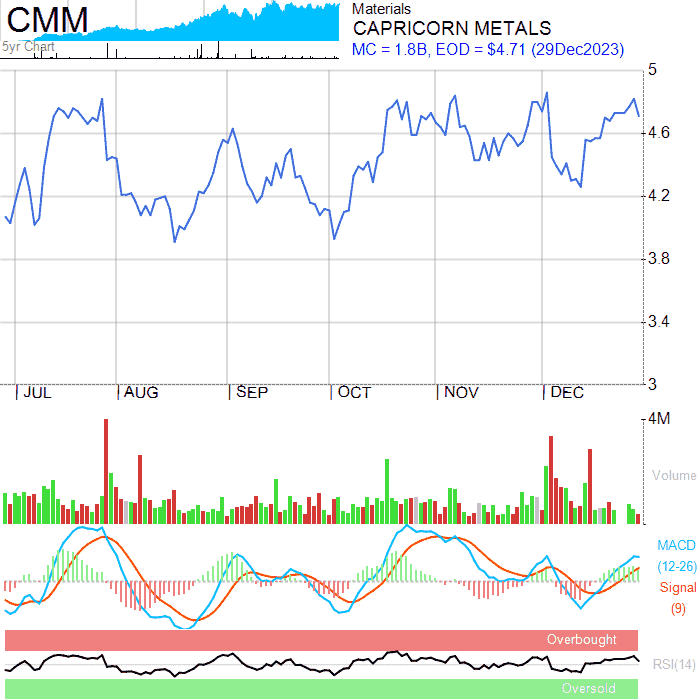 CMM
5yr Chart
Materials
CAPRICORN METALS
MC = 1.8B, EOD = $4.71 (29Dec2023)
5
4.6
4.2
3.8
3.4
3
JUL AUG SEP OCT NOV DEC
4M
Volume
MACD
(12-26)
Signal
(9)
Overbought
RSI(14)
Oversold